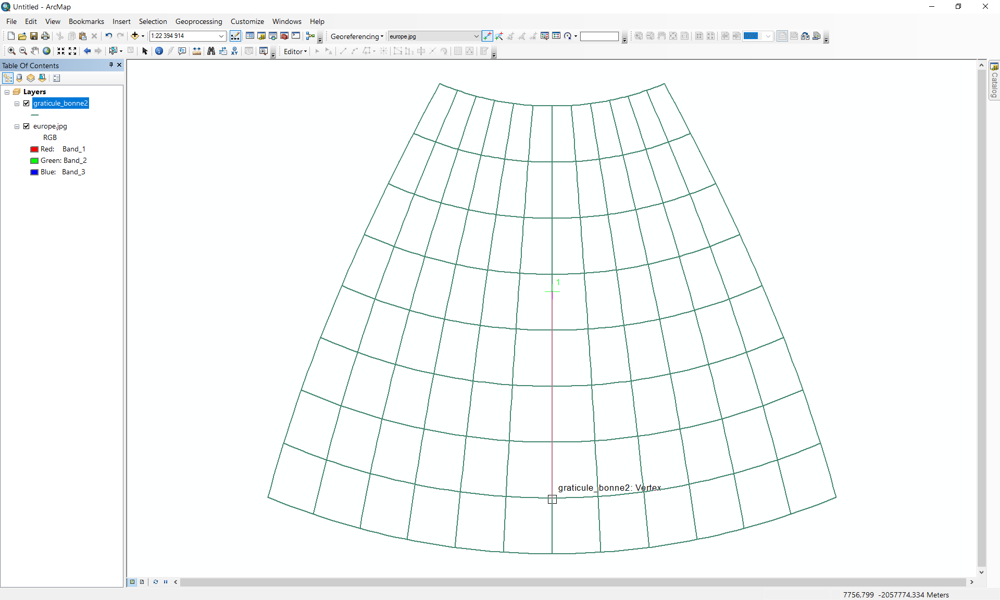 Untitled - ArcMap
File Edit View Bookmarks Insert Selection Geoprocessing Customize Windows Help
1:22 394 914
Georeferencing
europe.jpg
100%
Editor
Table Of Contents
Layers
graticule_bonne2
europe.jpg
RGB
Red: Band_1
Green: Band_2
Blue: Band_3
1
graticule_bonne2: Vertex
Catalog
7756,799 -2057774,334 Meters